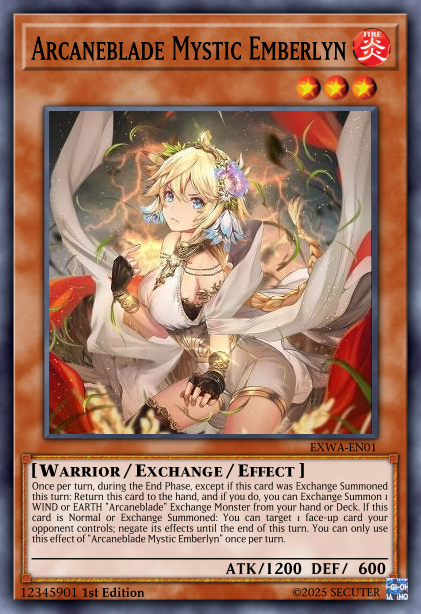 Arcaneblade Mystic Emberlyn
FIRE
炎
EXWA-EN01
[Warrior/Exchange/Effect]
Once per turn, during the End Phase, except if this card was Exchange Summoned
this turn: Return this card to the hand, and if you do, you can Exchange Summon 1
WIND or EARTH "Arcaneblade" Exchange Monster from your hand or Deck. If this
card is Normal or Exchange Summoned: You can target 1 face-up card your
opponent controls; negate its effects until the end of this turn. You can only use
this effect of "Arcaneblade Mystic Emberlyn" once per turn.
ATK/1200 DEF/ 600
12345901 1st Edition
©2025 SECUTER